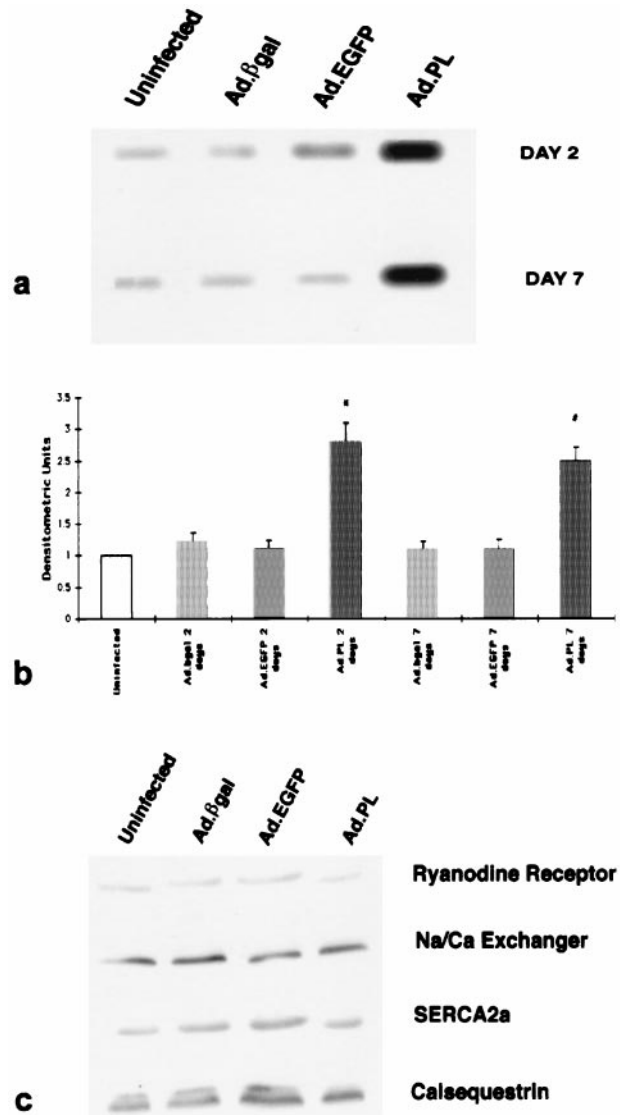 Uninfected Ad.βgal Ad.EGFP Ad.PL
DAY 2
DAY 7
a
3.5
3
2.5
2
1.5
1
0.5
0
Densitometric Units
*
#
Uninfected
Ad.bgal 2 days
Ad.EGFP 2 days
Ad.PL 2 days
Ad.bgal 7 days
Ad.EGFP 7 days
Ad.PL 7 days
b
Uninfected Ad.βgal Ad.EGFP Ad.PL
Ryanodine Receptor
Na/Ca Exchanger
SERCA2a
Calsequestrin
c